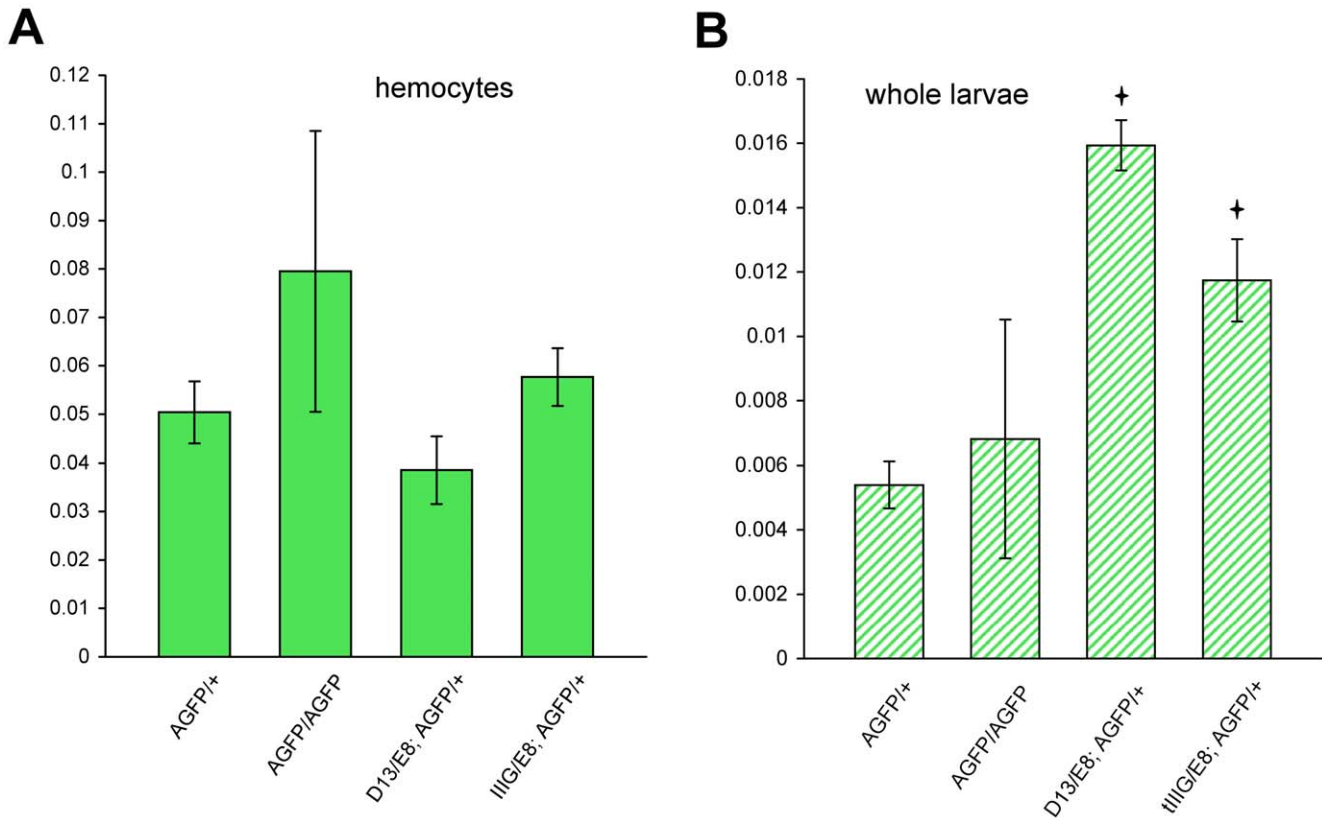 A
hemocytes
0.12
0.11
0.1
0.09
0.08
0.07
0.06
0.05
0.04
0.03
0.02
0.01
0
AGFP/+
AGFP/AGFP
D13/E8; AGFP/+
IIIG/E8; AGFP/+
B
whole larvae
0.018
0.016
0.014
0.012
0.01
0.008
0.006
0.004
0.002
0
AGFP/+
AGFP/AGFP
D13/E8; AGFP/+
tIIIG/E8; AGFP/+